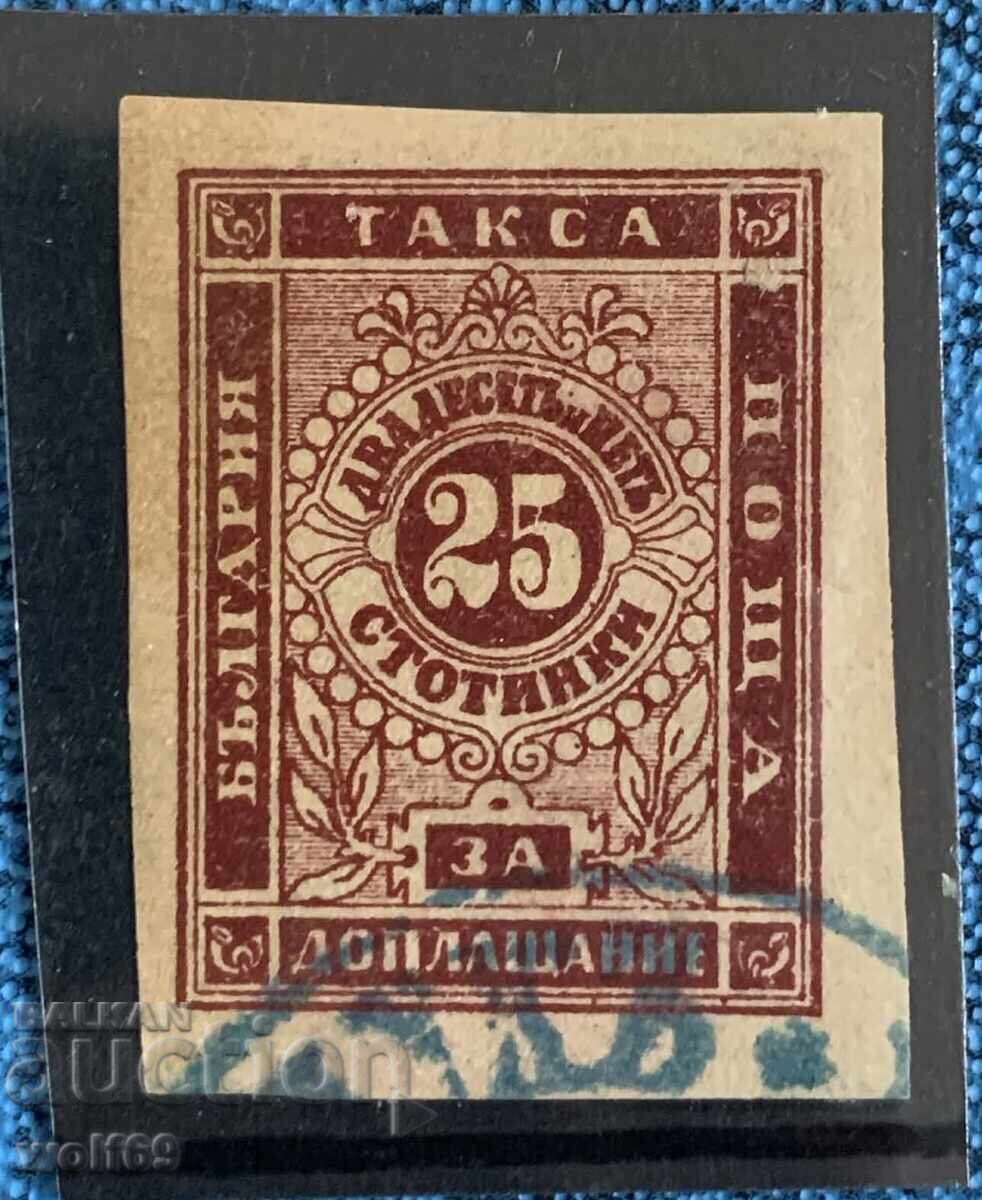 ТАКСА
БЪЛГАРИЯ
ПОЩА
ДВАДЕСЕТЬ и ПЕТЬ
25
СТОТИНКИ
ЗА
ДОПЛАЩАНИЕ
BALKAN
auction
wolf69